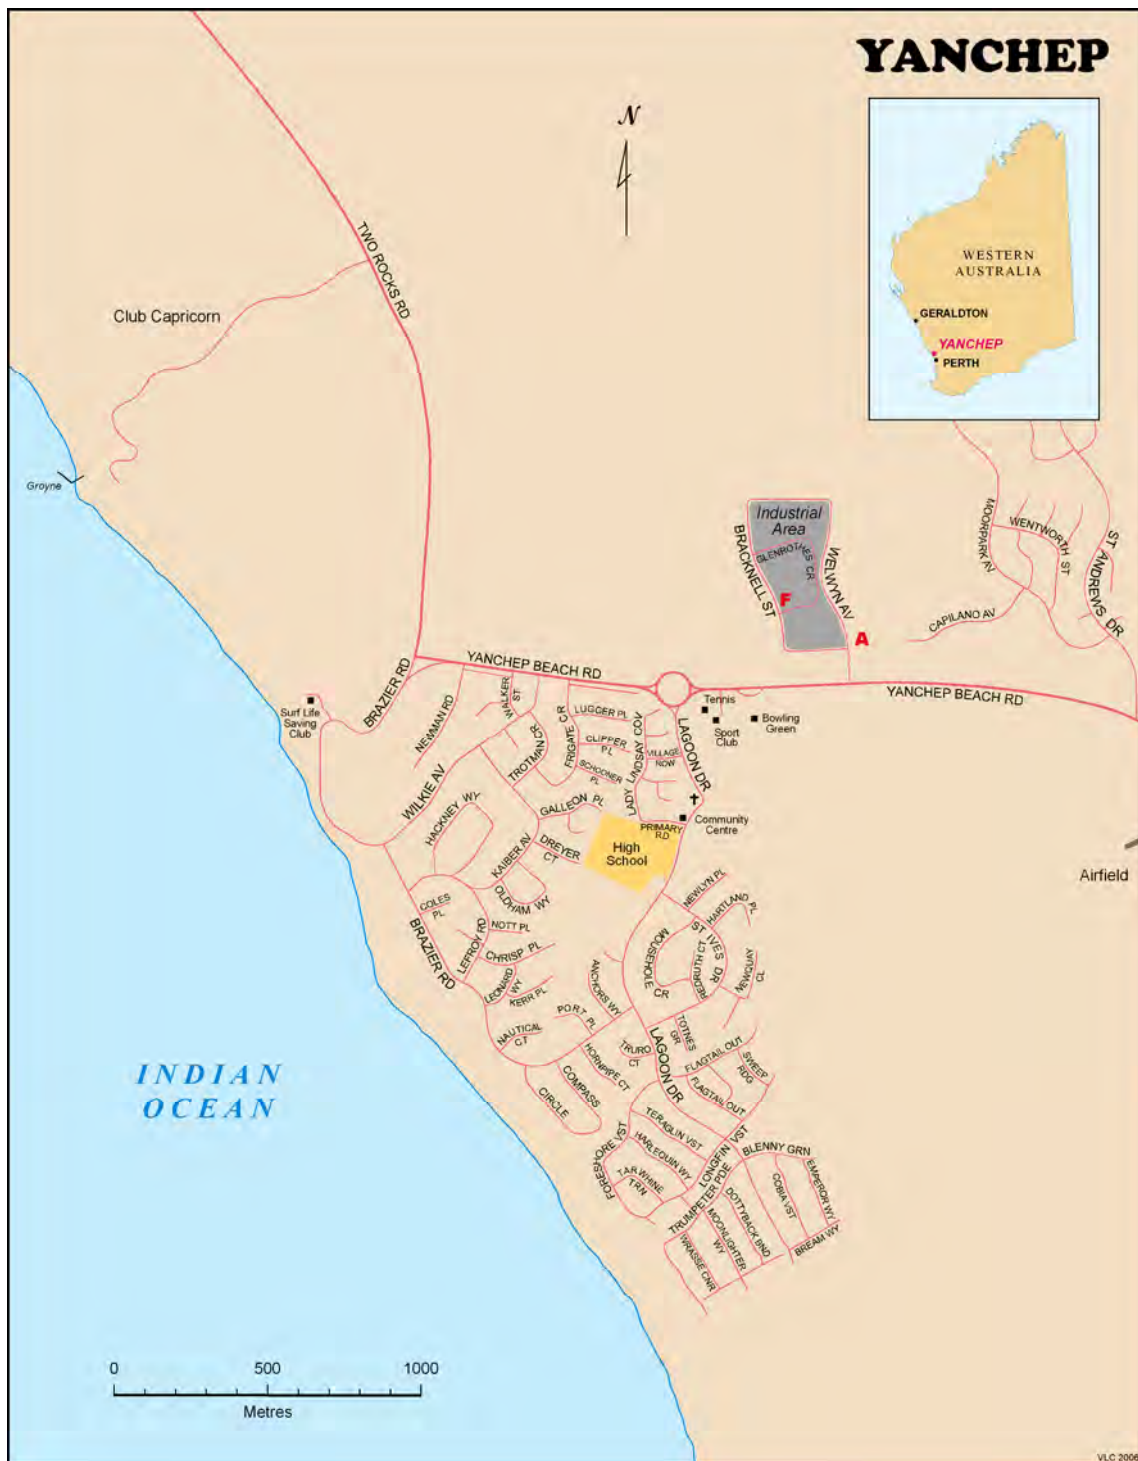 YANCHEP
N
WESTERN
AUSTRALIA
GERALDTON
YANCHEP
PERTH
TWO ROCKS RD
Club Capricorn
Groyne
Industrial
Area
GLENROTHES CR
BRACKNELL ST
WELWYN AV
F
A
MOORPARK AV
WENTWORTH ST
ST ANDREWS DR
CAPILANO AV
YANCHEP BEACH RD
YANCHEP BEACH RD
BRAZIER RD
Surf Life
Saving
Club
NEWMAN RD
WALKER
ST
TROTMAN CR
FRIGATE CR
LUGGER PL
CLIPPER
PL
SCHOONER
PL
LADY LINDSAY COV
VILLAGE
ROW
LAGOON DR
Tennis
Sport
Club
Bowling
Green
WILKIE AV
HACKNEY WY
GALLEON PL
PRIMARY
RD
Community
Centre
High
School
KAIBER AV
DREYER
CT
OLDHAM WY
Airfield
COLES
PL
BRAZIER RD
LEFROY RD
NOTT PL
CHRISP PL
LEONARD
WY
KERR PL
NEWLYN PL
HARTLAND PL
ST IVES DR
MOUSEHOLE
CR
REDRUTH CT
NEWQUAY
CL
ANCHORS WY
PORT PL
NAUTICAL
CT
HORNPIPE CT
TRURO
CT
TOTNES
GR
LAGOON DR
FLAGTAIL OUT
SWEEP
RDG
FLAGTAIL OUT
COMPASS
CIRCLE
INDIAN
OCEAN
TERAGLIN VST
HARLEQUIN WY
FORESHORE VST
TARWHINE
TRN
LONGFIN VST
BLENNY GRN
TRUMPETER PDE
EMPEROR WY
COBIA VST
DOTTYBACK BND
MOONLIGHTER
WY
WRASSE CNR
BREAM WY
0 500 1000
Metres
VLC 2006